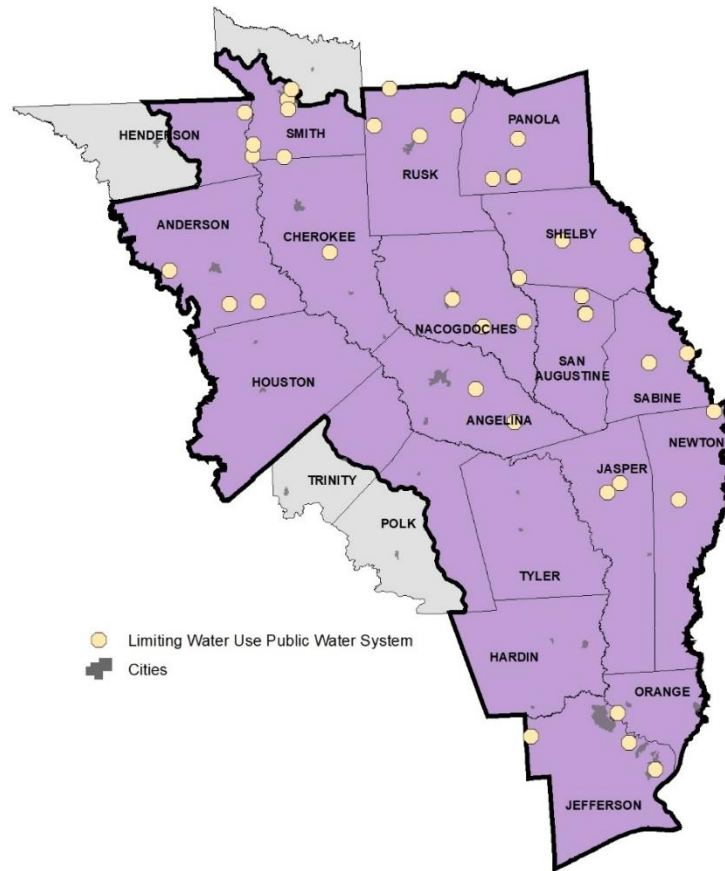 HENDERSON
SMITH
PANOLA
RUSK
ANDERSON
CHEROKEE
SHELBY
NACOGDOCHES
SAN
AUGUSTINE
HOUSTON
SABINE
ANGELINA
NEWTON
JASPER
TRINITY
POLK
TYLER
Limiting Water Use Public Water System
Cities
HARDIN
ORANGE
JEFFERSON